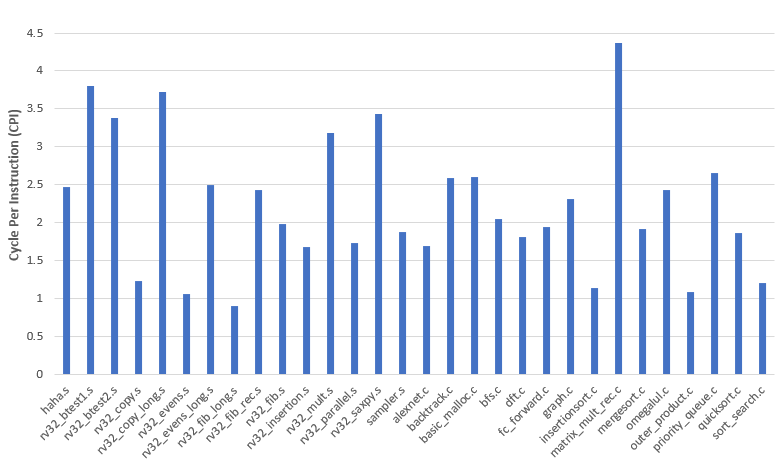 Cycle Per Instruction (CPI)
4.5
4
3.5
3
2.5
2
1.5
1
0.5
0
haha.s
rv32_btest1.s
rv32_btest2.s
rv32_copy.s
rv32_copy_long.s
rv32_evens.s
rv32_evens_long.s
rv32_fib_long.s
rv32_fib_rec.s
rv32_fib.s
rv32_insertion.s
rv32_mult.s
rv32_parallel.s
rv32_saxpy.s
sampler.s
alexnet.c
backtrack.c
basic_malloc.c
bfs.c
dft.c
fc_forward.c
graph.c
insertionsort.c
matrix_mult_rec.c
mergesort.c
omegalul.c
outer_product.c
priority_queue.c
quicksort.c
sort_search.c